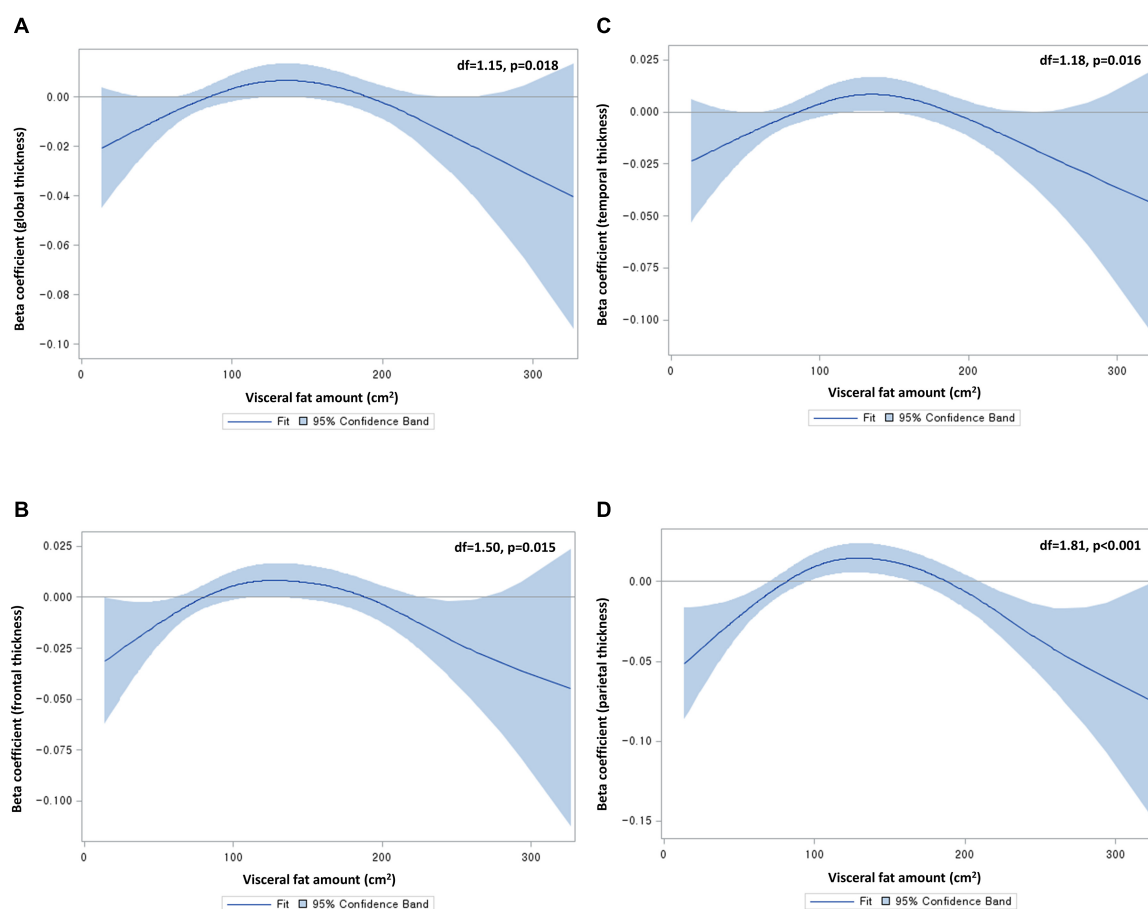 A
df=1.15, p=0.018
0.00
−0.02
−0.04
−0.06
−0.08
−0.10
Beta coefficient (global thickness)
0 100 200 300
Visceral fat amount (cm²)
Fit 95% Confidence Band
C
df=1.18, p=0.016
0.025
0.000
−0.025
−0.050
−0.075
−0.100
Beta coefficient (temporal thickness)
0 100 200 300
Visceral fat amount (cm²)
Fit 95% Confidence Band
B
df=1.50, p=0.015
0.025
0.000
−0.025
−0.050
−0.075
−0.100
Beta coefficient (frontal thickness)
0 100 200 300
Visceral fat amount (cm²)
Fit 95% Confidence Band
D
df=1.81, p<0.001
0.00
−0.05
−0.10
−0.15
Beta coefficient (parietal thickness)
0 100 200 300
Visceral fat amount (cm²)
Fit 95% Confidence Band